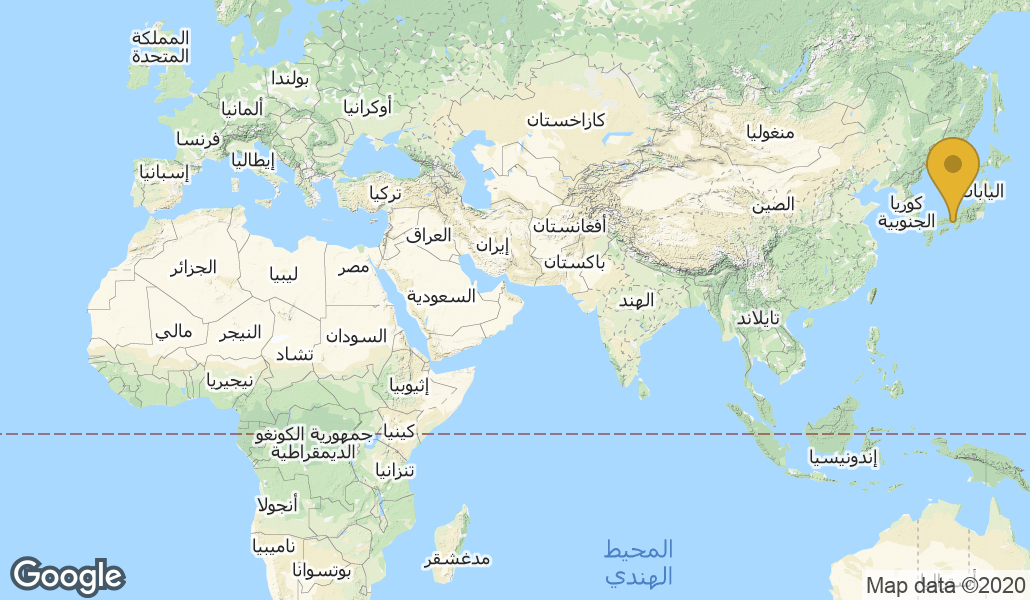 المملكة
المتحدة
بولندا
ألمانيا
أوكرانيا
كازاخستان
منغوليا
فرنسا
إيطاليا
إسبانيا
تركيا
اليابان
كوريا
الجنوبية
الصين
أفغانستان
العراق
إيران
باكستان
الجزائر
ليبيا
مصر
السعودية
الهند
تايلاند
مالي
النيجر
السودان
تشاد
نيجيريا
إثيوبيا
كينيا
جمهورية الكونغو
الديمقراطية
إندونيسيا
تنزانيا
أنجولا
ناميبيا
بوتسوانا
مدغشقر
المحيط
الهندي
Google
Map data ©2020